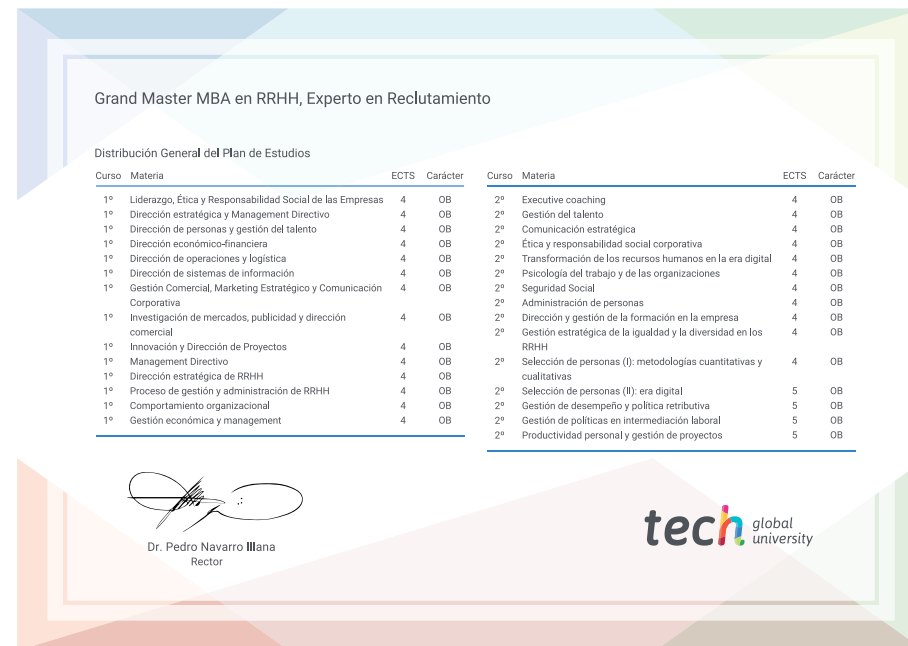 Grand Master MBA en RRHH, Experto en Reclutamiento
Distribución General del Plan de Estudios
Curso Materia ECTS Carácter
1º Liderazgo, Ética y Responsabilidad Social de las Empresas 4 OB
1º Dirección estratégica y Management Directivo 4 OB
1º Dirección de personas y gestión del talento 4 OB
1º Dirección económico-financiera 4 OB
1º Dirección de operaciones y logística 4 OB
1º Dirección de sistemas de información 4 OB
1º Gestión Comercial, Marketing Estratégico y Comunicación 4 OB
Corporativa
1º Investigación de mercados, publicidad y dirección 4 OB
comercial
1º Innovación y Dirección de Proyectos 4 OB
1º Management Directivo 4 OB
1º Dirección estratégica de RRHH 4 OB
1º Proceso de gestión y administración de RRHH 4 OB
1º Comportamiento organizacional 4 OB
1º Gestión económica y management 4 OB
Curso Materia ECTS Carácter
2º Executive coaching 4 OB
2º Gestión del talento 4 OB
2º Comunicación estratégica 4 OB
2º Ética y responsabilidad social corporativa 4 OB
2º Transformación de los recursos humanos en la era digital 4 OB
2º Psicología del trabajo y de las organizaciones 4 OB
2º Seguridad Social 4 OB
2º Administración de personas 4 OB
2º Dirección y gestión de la formación en la empresa 4 OB
2º Gestión estratégica de la igualdad y la diversidad en los 4 OB
RRHH
2º Selección de personas (I): metodologías cuantitativas y 4 OB
cualitativas
2º Selección de personas (II): era digital 5 OB
2º Gestión de desempeño y política retributiva 5 OB
2º Gestión de políticas en intermediación laboral 5 OB
2º Productividad personal y gestión de proyectos 5 OB
Dr. Pedro Navarro Illana
Rector
tech global
university